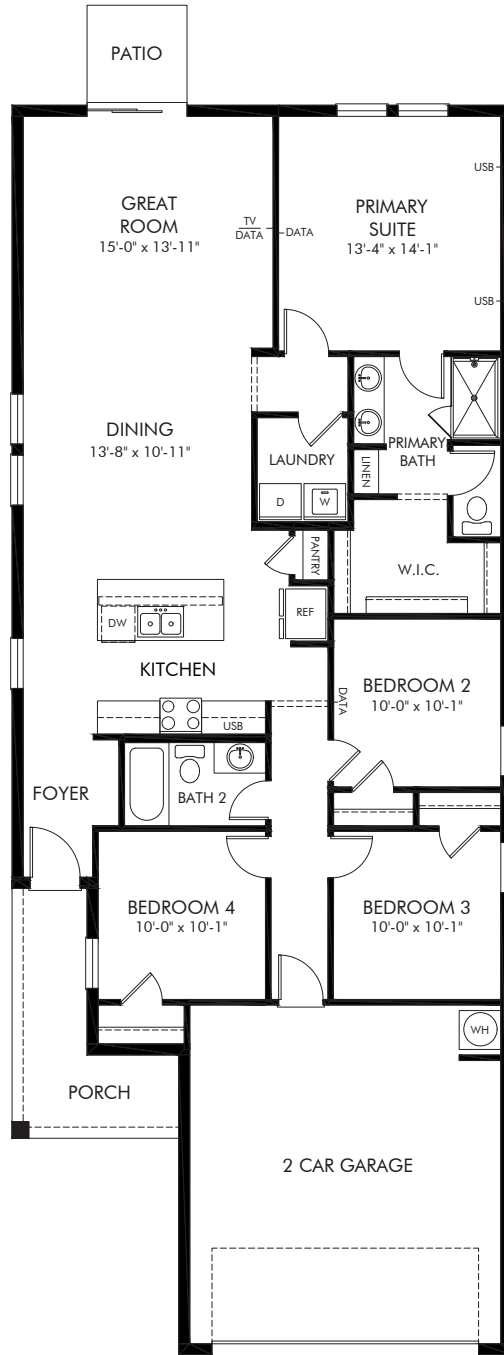 PATIO
GREAT
ROOM
15'-0" x 13'-11"
TV
DATA
DATA
PRIMARY
SUITE
13'-4" x 14'-1"
USB
USB
DINING
13'-8" x 10'-11"
LAUNDRY
D
W
LINEN
PRIMARY
BATH
PANTRY
W.I.C.
DW
REF
KITCHEN
USB
DATA
BEDROOM 2
10'-0" x 10'-1"
FOYER
BATH 2
BEDROOM 4
10'-0" x 10'-1"
BEDROOM 3
10'-0" x 10'-1"
WH
PORCH
2 CAR GARAGE